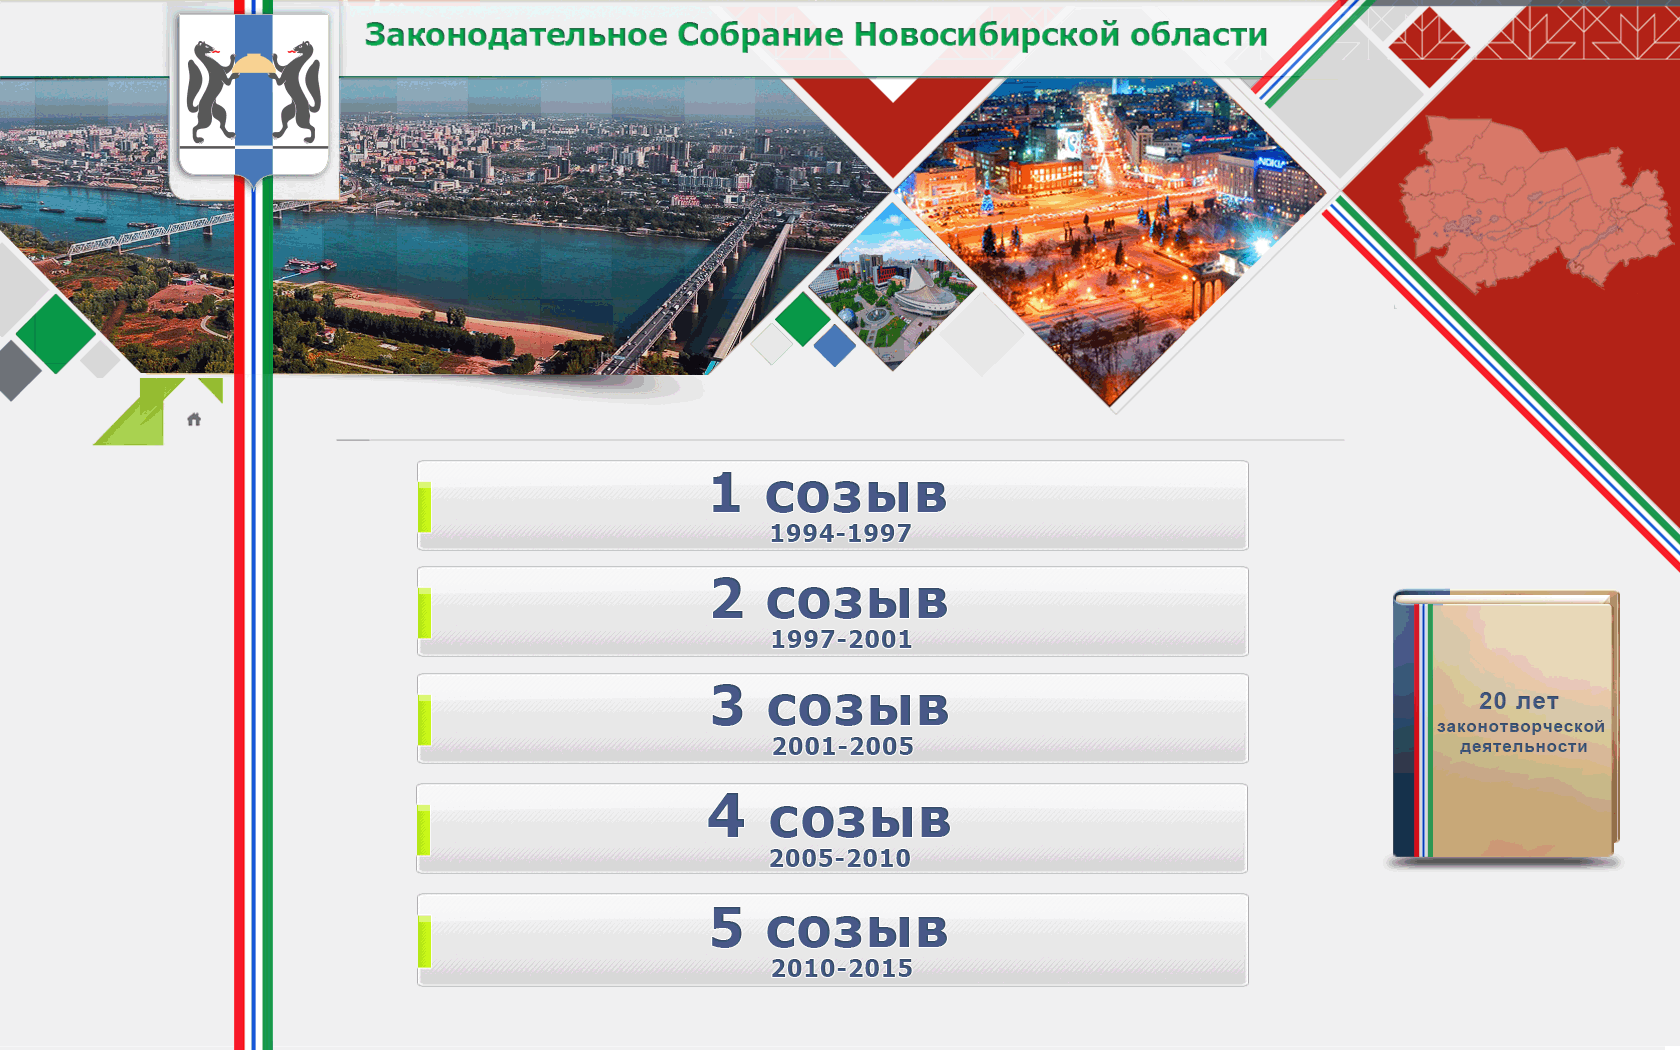 Законодательное Собрание Новосибирской области
NOKIA
1 созыв
1994-1997
2 созыв
1997-2001
3 созыв
2001-2005
4 созыв
2005-2010
5 созыв
2010-2015
20 лет
законотворческой
деятельности